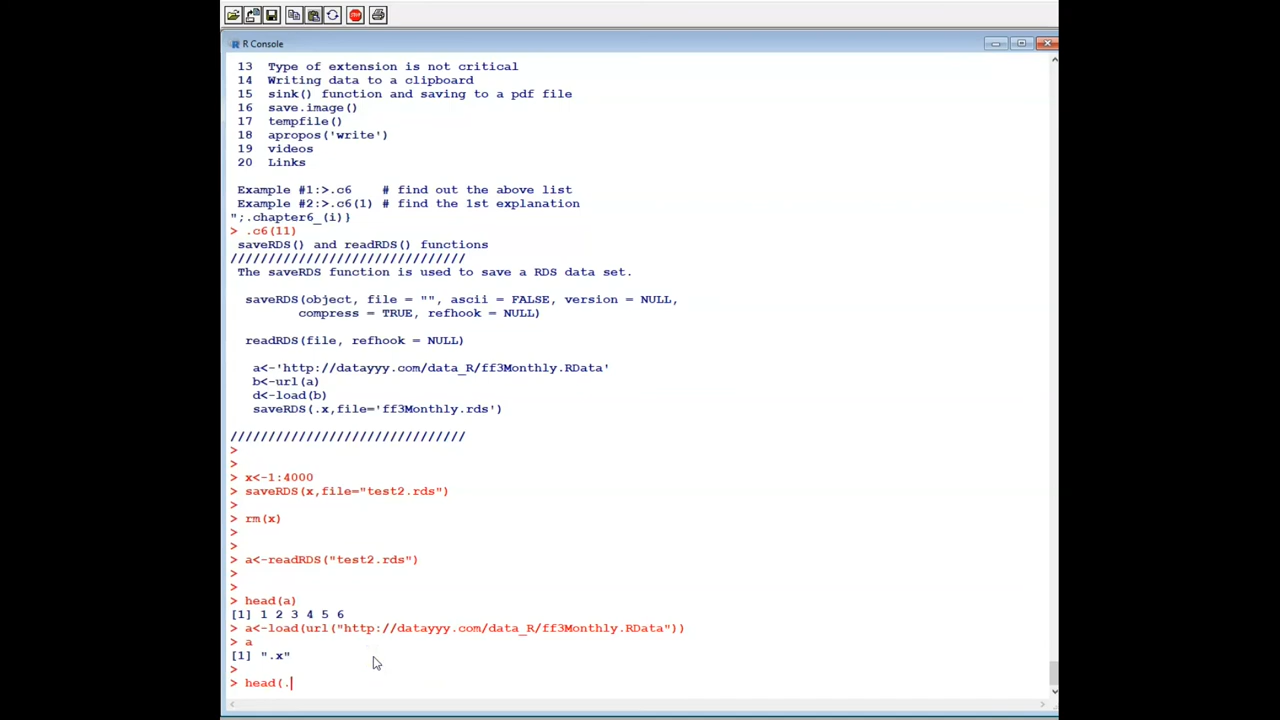 R Console
13 Type of extension is not critical
14 Writing data to a clipboard
15 sink() function and saving to a pdf file
16 save.image()
17 tempfile()
18 apropos('write')
19 videos
20 Links
Example #1:>.c6 # find out the above list
Example #2:>.c6(1) # find the 1st explanation
";.chapter6_(i)}
> .c6(11)
saveRDS() and readRDS() functions
///////////////////////////////
The saveRDS function is used to save a RDS data set.
saveRDS(object, file = "", ascii = FALSE, version = NULL,
compress = TRUE, refhook = NULL)
readRDS(file, refhook = NULL)
a<-'http://datayyy.com/data_R/ff3Monthly.RData'
b<-url(a)
d<-load(b)
saveRDS(.x,file='ff3Monthly.rds')
///////////////////////////////
>
>
> x<-1:4000
> saveRDS(x,file="test2.rds")
>
> rm(x)
>
>
> a<-readRDS("test2.rds")
>
>
> head(a)
[1] 1 2 3 4 5 6
> a<-load(url("http://datayyy.com/data_R/ff3Monthly.RData"))
> a
[1] ".x"
>
> head(.